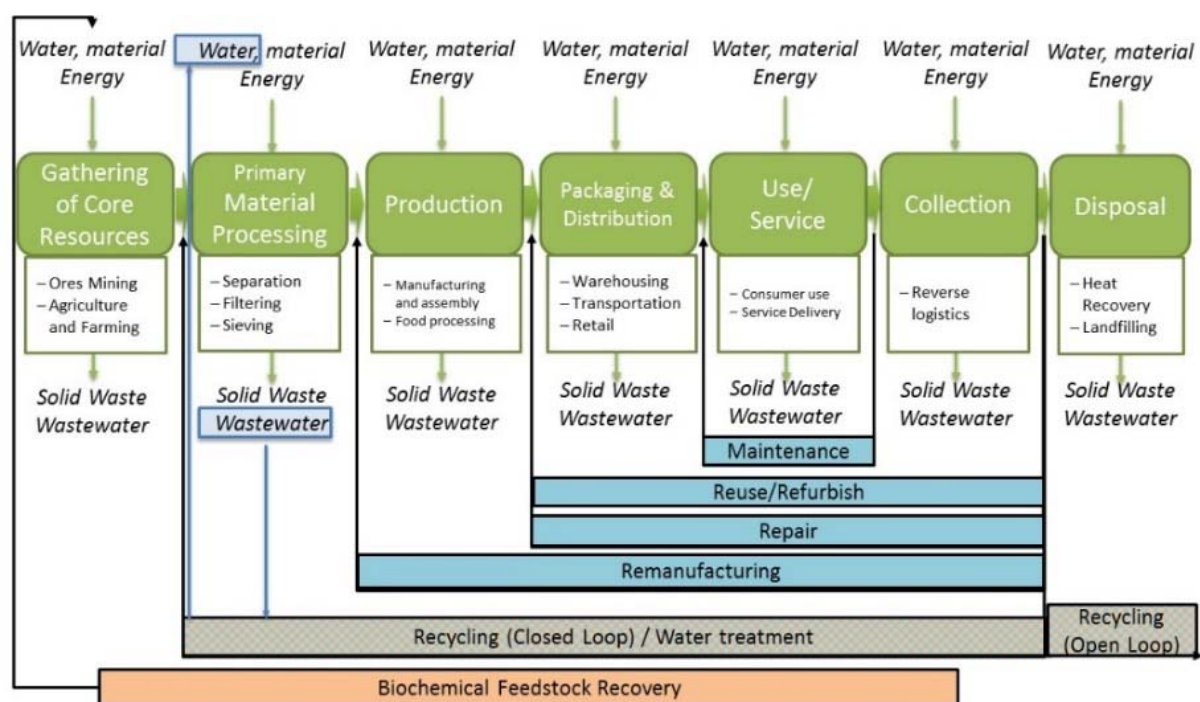 Water, material
Energy
Water, material
Energy
Water, material
Energy
Water, material
Energy
Water, material
Energy
Water, material
Energy
Water, material
Energy
Gathering
of Core
Resources
Primary
Material
Processing
Production
Packaging &
Distribution
Use/
Service
Collection
Disposal
– Ores Mining
– Agriculture
and Farming
– Separation
– Filtering
– Sieving
– Manufacturing
and assembly
– Food processing
– Warehousing
– Transportation
– Retail
– Consumer use
– Service Delivery
– Reverse
logistics
– Heat
Recovery
– Landfilling
Solid Waste
Wastewater
Solid Waste
Wastewater
Solid Waste
Wastewater
Solid Waste
Wastewater
Solid Waste
Wastewater
Solid Waste
Wastewater
Solid Waste
Wastewater
Maintenance
Reuse/Refurbish
Repair
Remanufacturing
Recycling (Closed Loop) / Water treatment
Recycling
(Open Loop)
Biochemical Feedstock Recovery